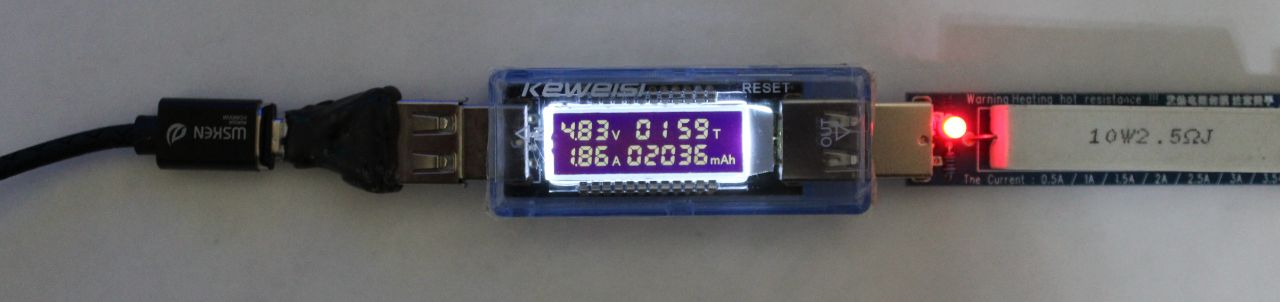 WSKEN
KEWEISI
RESET
4.83V 0159T
1.86A 02036mAh
OUT
Warning:Heating hot resistance !!!
10W2.5ΩJ
The Current : 0.5A / 1A / 1.5A / 2A / 2.5A / 3A / 3.5A